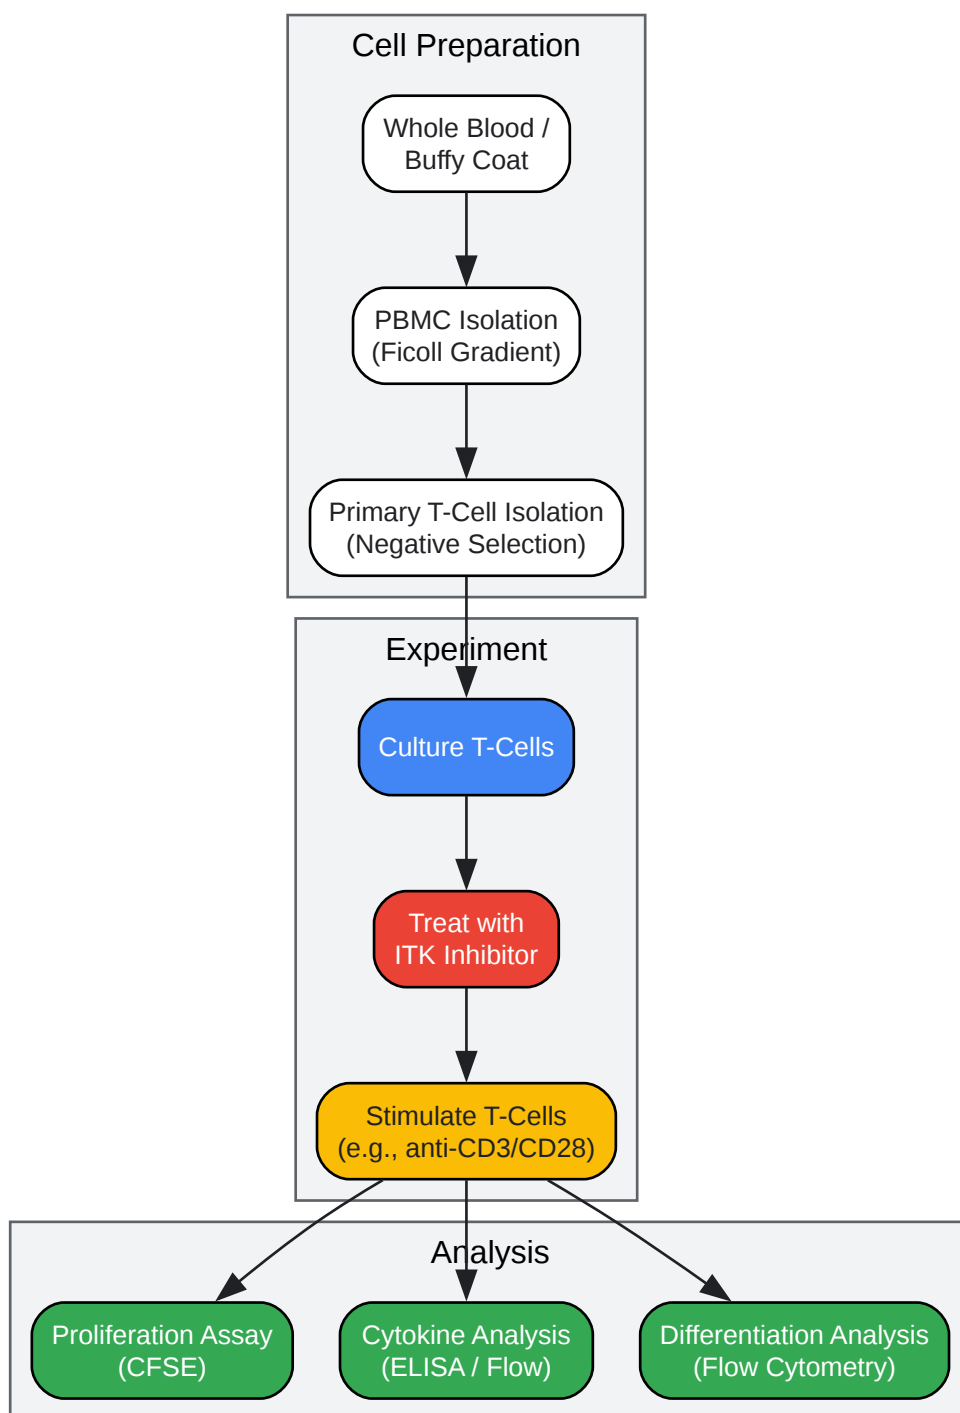 Cell Preparation
Whole Blood /
Buffy Coat
PBMC Isolation
(Ficoll Gradient)
Primary T-Cell Isolation
(Negative Selection)
Experiment
Culture T-Cells
Treat with
ITK Inhibitor
Stimulate T-Cells
(e.g., anti-CD3/CD28)
Analysis
Proliferation Assay
(CFSE)
Cytokine Analysis
(ELISA / Flow)
Differentiation Analysis
(Flow Cytometry)